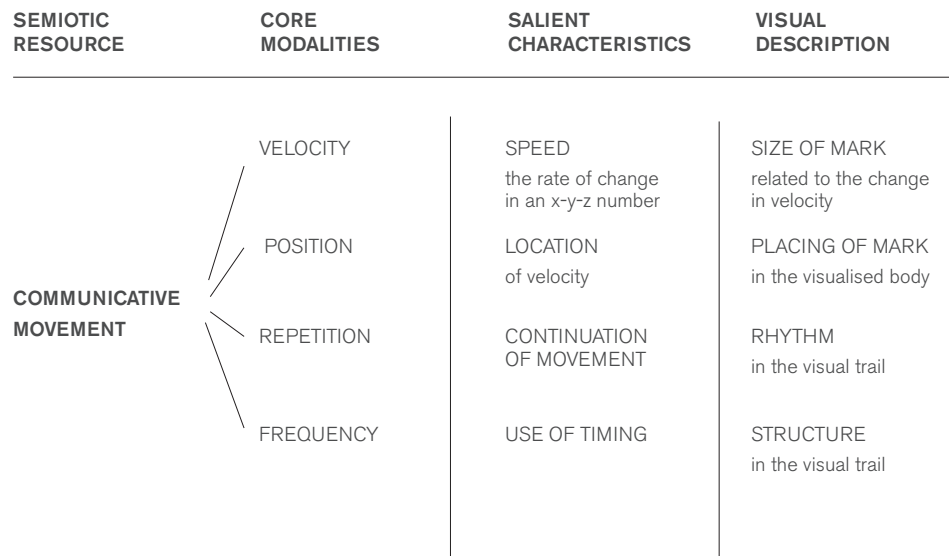 SEMIOTIC
RESOURCE
CORE
MODALITIES
SALIENT
CHARACTERISTICS
VISUAL
DESCRIPTION
COMMUNICATIVE
MOVEMENT
VELOCITY
SPEED
the rate of change
in an x-y-z number
SIZE OF MARK
related to the change
in velocity
POSITION
LOCATION
of velocity
PLACING OF MARK
in the visualised body
REPETITION
CONTINUATION
OF MOVEMENT
RHYTHM
in the visual trail
FREQUENCY
USE OF TIMING
STRUCTURE
in the visual trail